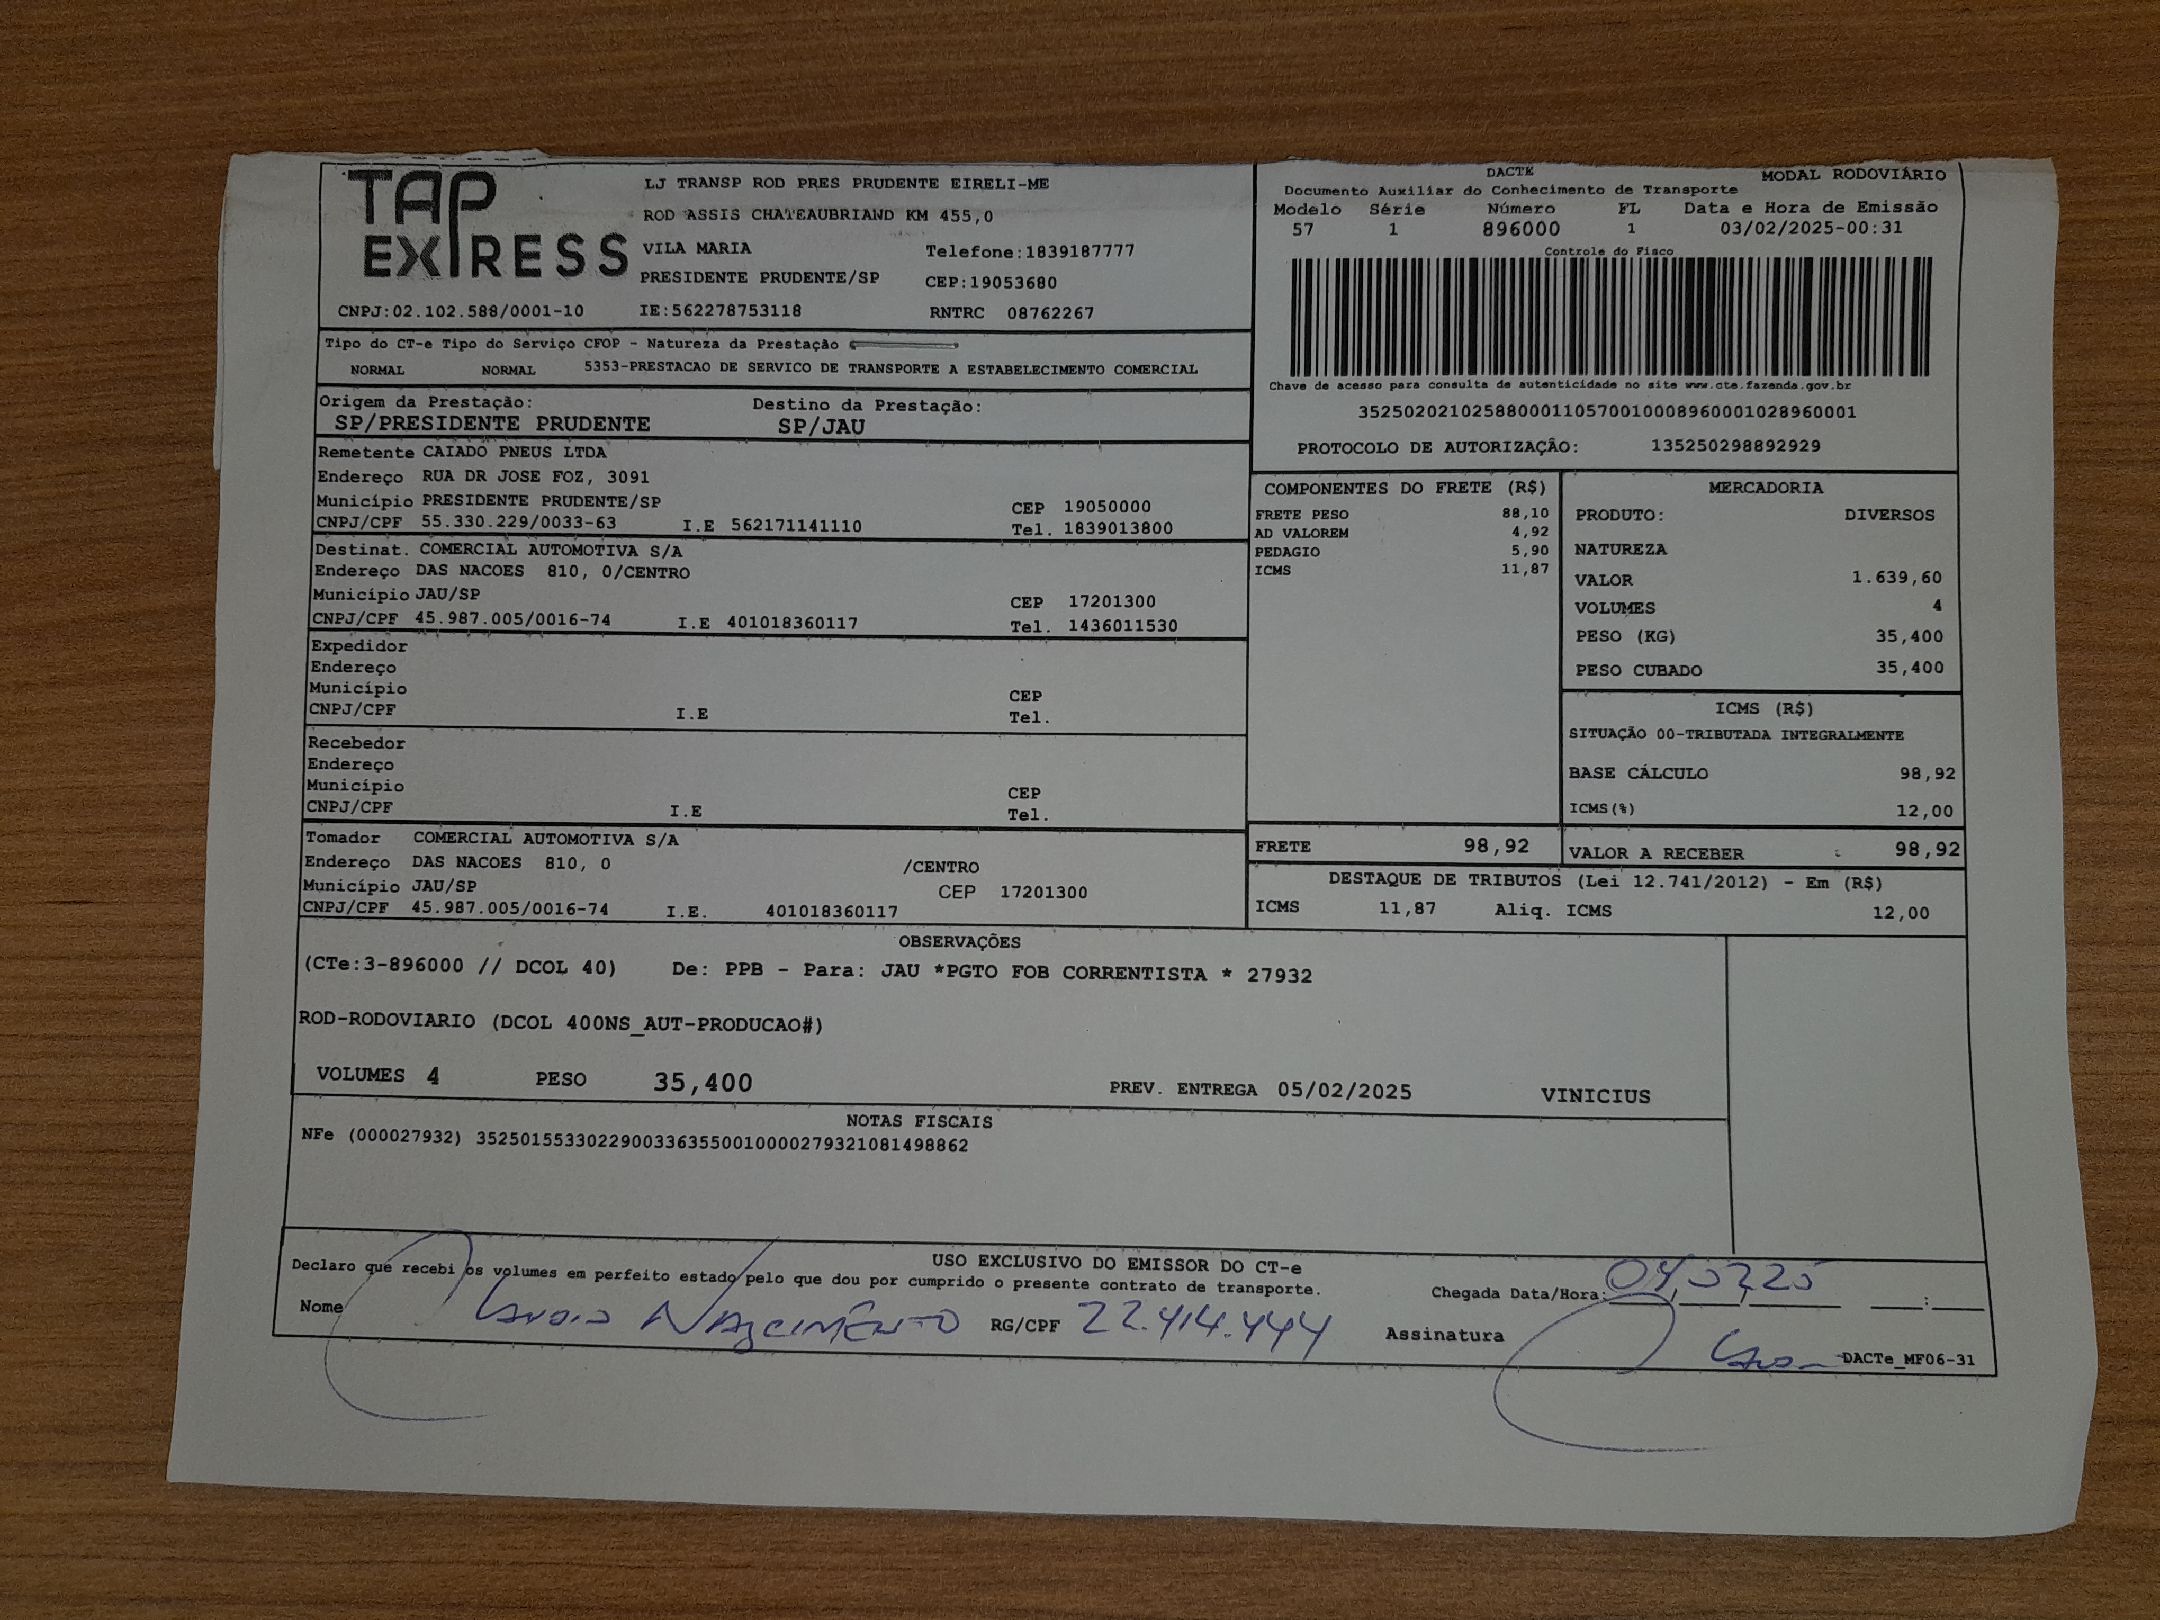 TAP EXPRESS
LJ TRANSP ROD PRES PRUDENTE EIRELI-ME
ROD ASSIS CHATEAUBRIAND KM 455,0
VILA MARIA Telefone:1839187777
PRESIDENTE PRUDENTE/SP CEP:19053680
CNPJ:02.102.588/0001-10 IE:562278753118 RNTRC 08762267
DACTE MODAL RODOVIÁRIO
Documento Auxiliar do Conhecimento de Transporte
Modelo Série Número FL Data e Hora de Emissão
57 1 896000 1 03/02/2025-00:31
Controle do Fisco
Chave de acesso para consulta de autenticidade no site www.cte.fazenda.gov.br
35250202102588000110570010008960001028960001
PROTOCOLO DE AUTORIZAÇÃO: 135250298892929
Tipo do CT-e Tipo do Serviço CFOP - Natureza da Prestação
NORMAL NORMAL 5353-PRESTACAO DE SERVICO DE TRANSPORTE A ESTABELECIMENTO COMERCIAL
Origem da Prestação: Destino da Prestação:
SP/PRESIDENTE PRUDENTE SP/JAU
Remetente CAIADO PNEUS LTDA
Endereço RUA DR JOSE FOZ, 3091
Município PRESIDENTE PRUDENTE/SP CEP 19050000
CNPJ/CPF 55.330.229/0033-63 I.E 562171141110 Tel. 1839013800
Destinat. COMERCIAL AUTOMOTIVA S/A
Endereço DAS NACOES 810, 0/CENTRO
Município JAU/SP CEP 17201300
CNPJ/CPF 45.987.005/0016-74 I.E 401018360117 Tel. 1436011530
Expedidor
Endereço
Município CEP
CNPJ/CPF I.E Tel.
Recebedor
Endereço
Município CEP
CNPJ/CPF I.E Tel.
Tomador COMERCIAL AUTOMOTIVA S/A
Endereço DAS NACOES 810, 0 /CENTRO
Município JAU/SP CEP 17201300
CNPJ/CPF 45.987.005/0016-74 I.E. 401018360117
COMPONENTES DO FRETE (R$)
FRETE PESO 88,10
AD VALOREM 4,92
PEDAGIO 5,90
ICMS 11,87
MERCADORIA
PRODUTO: DIVERSOS
NATUREZA
VALOR 1.639,60
VOLUMES 4
PESO (KG) 35,400
PESO CUBADO 35,400
ICMS (R$)
SITUAÇÃO 00-TRIBUTADA INTEGRALMENTE
BASE CÁLCULO 98,92
ICMS(%) 12,00
FRETE 98,92 VALOR A RECEBER : 98,92
DESTAQUE DE TRIBUTOS (Lei 12.741/2012) - Em (R$)
ICMS 11,87 Aliq. ICMS 12,00
OBSERVAÇÕES
(CTe:3-896000 // DCOL 40) De: PPB - Para: JAU *PGTO FOB CORRENTISTA * 27932
ROD-RODOVIARIO (DCOL 400NS_AUT-PRODUCAO#)
VOLUMES 4 PESO 35,400 PREV. ENTREGA 05/02/2025 VINICIUS
NOTAS FISCAIS
NFe (000027932) 35250155330229003363550010000279321081498862
USO EXCLUSIVO DO EMISSOR DO CT-e
Declaro que recebi os volumes em perfeito estado pelo que dou por cumprido o presente contrato de transporte.
Chegada Data/Hora: :
Nome NASCIMENTO RG/CPF 22.414.444 Assinatura
DACTe_MF06-31